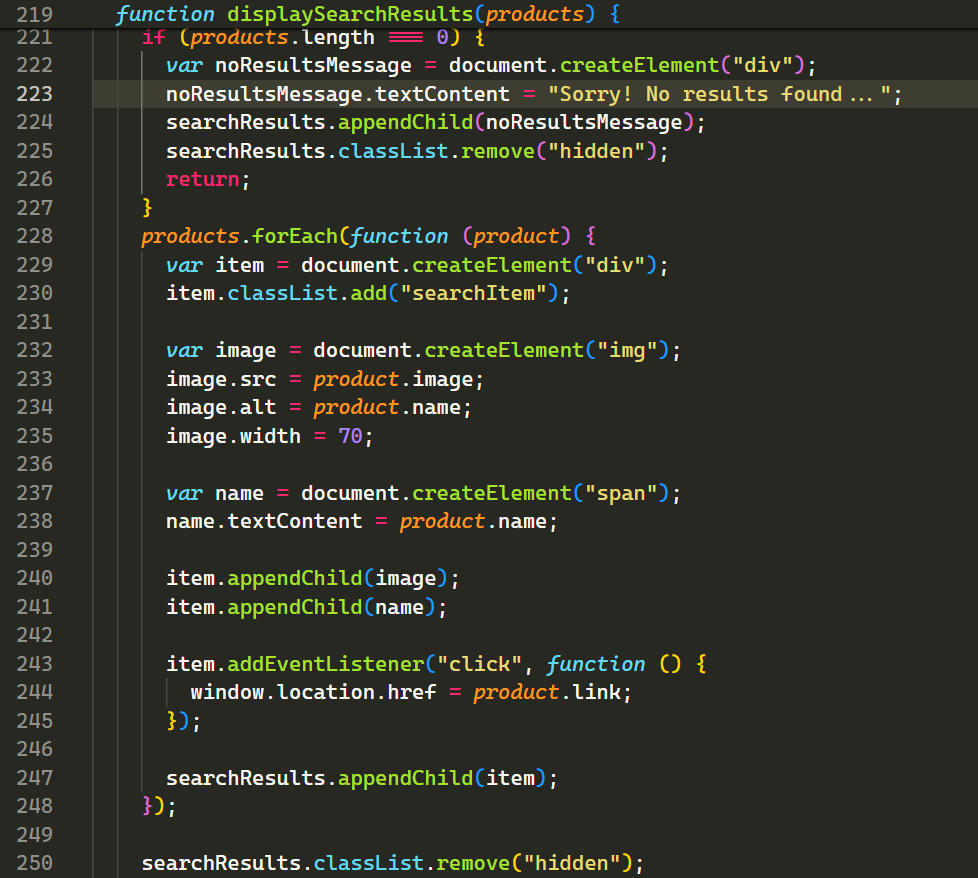 219 function displaySearchResults(products) {
221 if (products.length === 0) {
222 var noResultsMessage = document.createElement("div");
223 noResultsMessage.textContent = "Sorry! No results found...";
224 searchResults.appendChild(noResultsMessage);
225 searchResults.classList.remove("hidden");
226 return;
227 }
228 products.forEach(function (product) {
229 var item = document.createElement("div");
230 item.classList.add("searchItem");
231
232 var image = document.createElement("img");
233 image.src = product.image;
234 image.alt = product.name;
235 image.width = 70;
236
237 var name = document.createElement("span");
238 name.textContent = product.name;
239
240 item.appendChild(image);
241 item.appendChild(name);
242
243 item.addEventListener("click", function () {
244 window.location.href = product.link;
245 });
246
247 searchResults.appendChild(item);
248 });
249
250 searchResults.classList.remove("hidden");